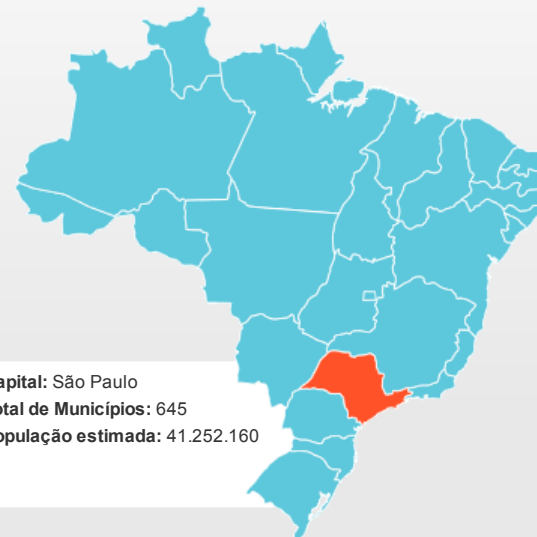 apital: São Paulo
otal de Municípios: 645
opulação estimada: 41.252.160